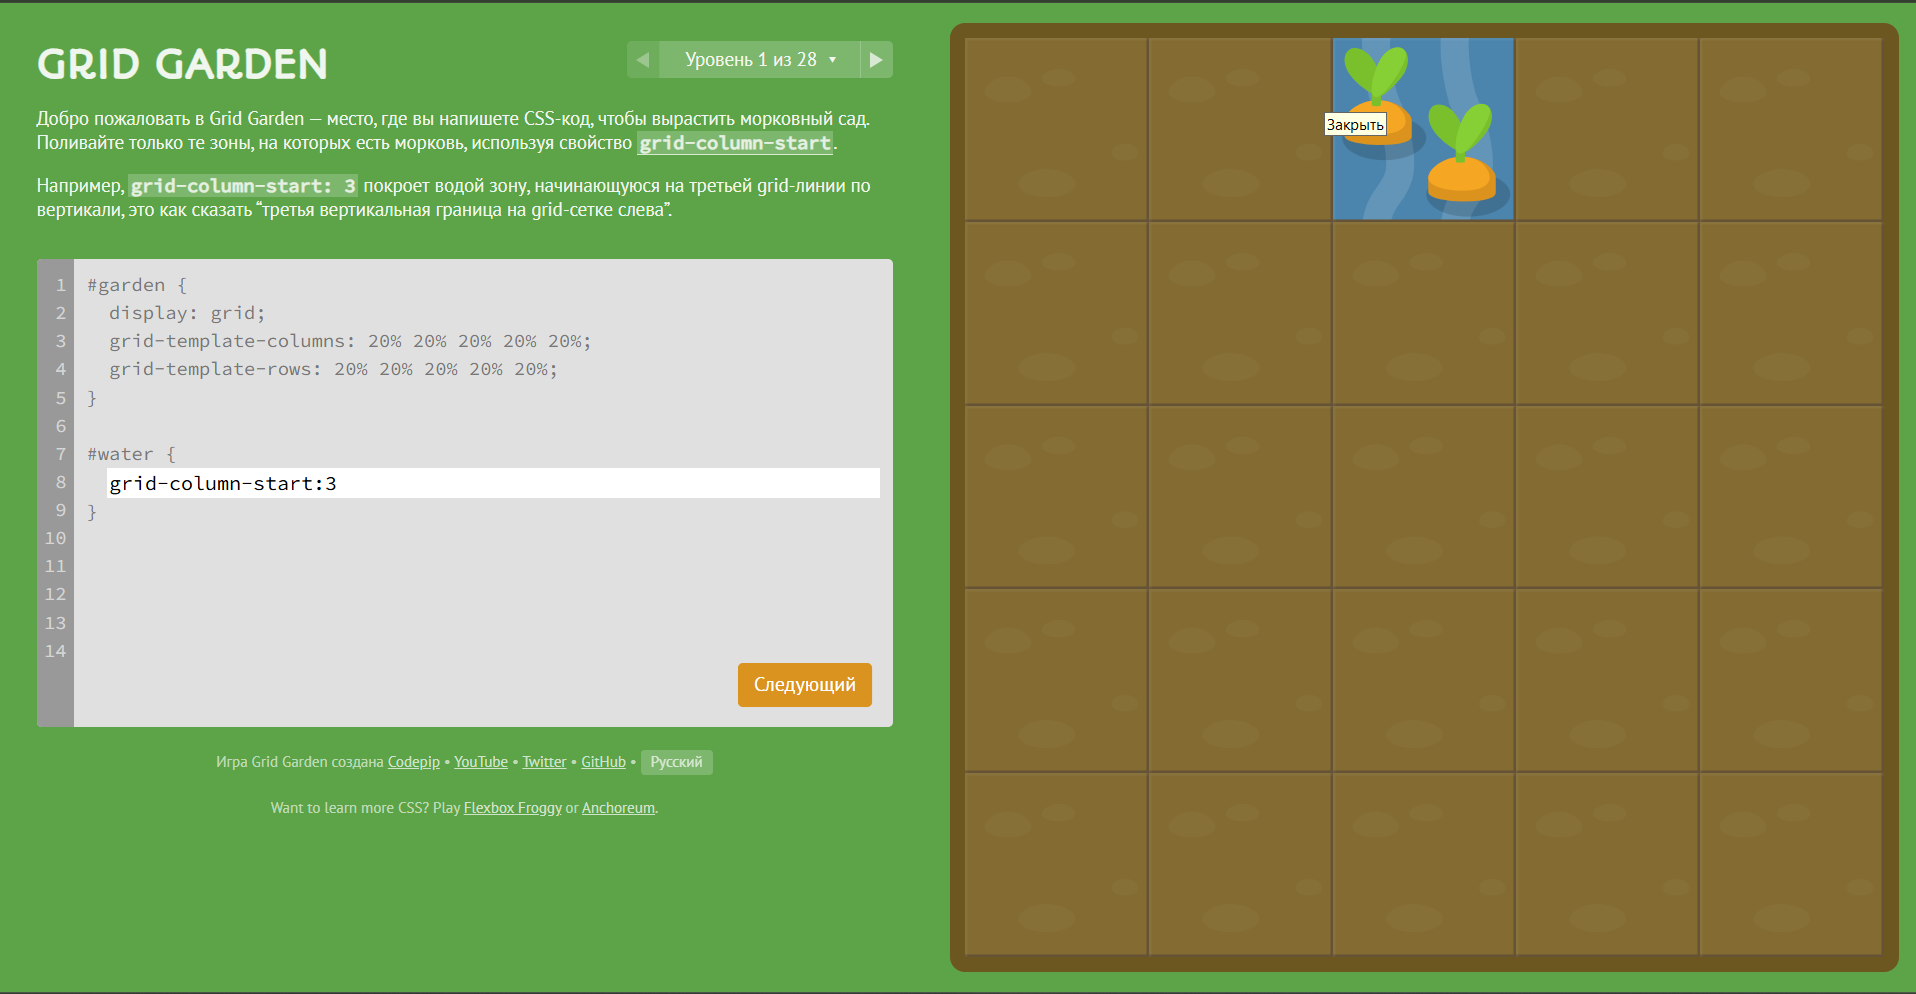 GRID GARDEN
◀ Уровень 1 из 28 ▼ ▶
Добро пожаловать в Grid Garden — место, где вы напишете CSS-код, чтобы вырастить морковный сад.
Поливайте только те зоны, на которых есть морковь, используя свойство grid-column-start.
Например, grid-column-start: 3 покроет водой зону, начинающуюся на третьей grid-линии по
вертикали, это как сказать “третья вертикальная граница на grid-сетке слева”.
1 #garden {
2 display: grid;
3 grid-template-columns: 20% 20% 20% 20% 20%;
4 grid-template-rows: 20% 20% 20% 20% 20%;
5 }
6
7 #water {
8 grid-column-start:3
9 }
10
11
12
13
14
Следующий
Игра Grid Garden создана Codepip • YouTube • Twitter • GitHub • Русский
Want to learn more CSS? Play Flexbox Froggy or Anchoreum.
Закрыть